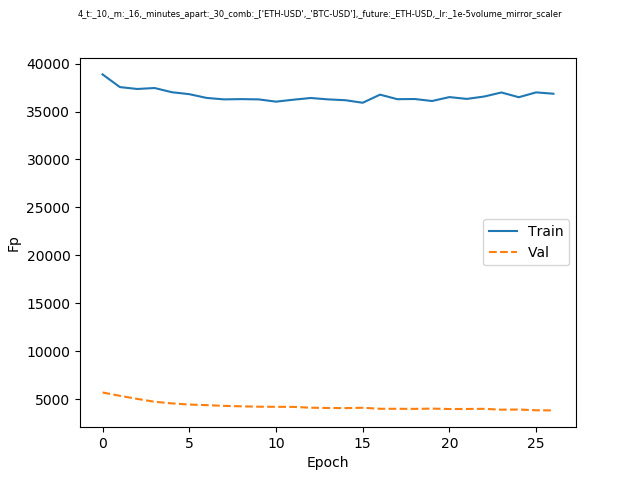 4_t:_10,_m:_16,_minutes_apart:_30_comb:_['ETH-USD',_'BTC-USD'],_future:_ETH-USD,_lr:_1e-5volume_mirror_scaler
40000
35000
30000
25000
20000
15000
10000
5000
Fp
Train
Val
0 5 10 15 20 25
Epoch